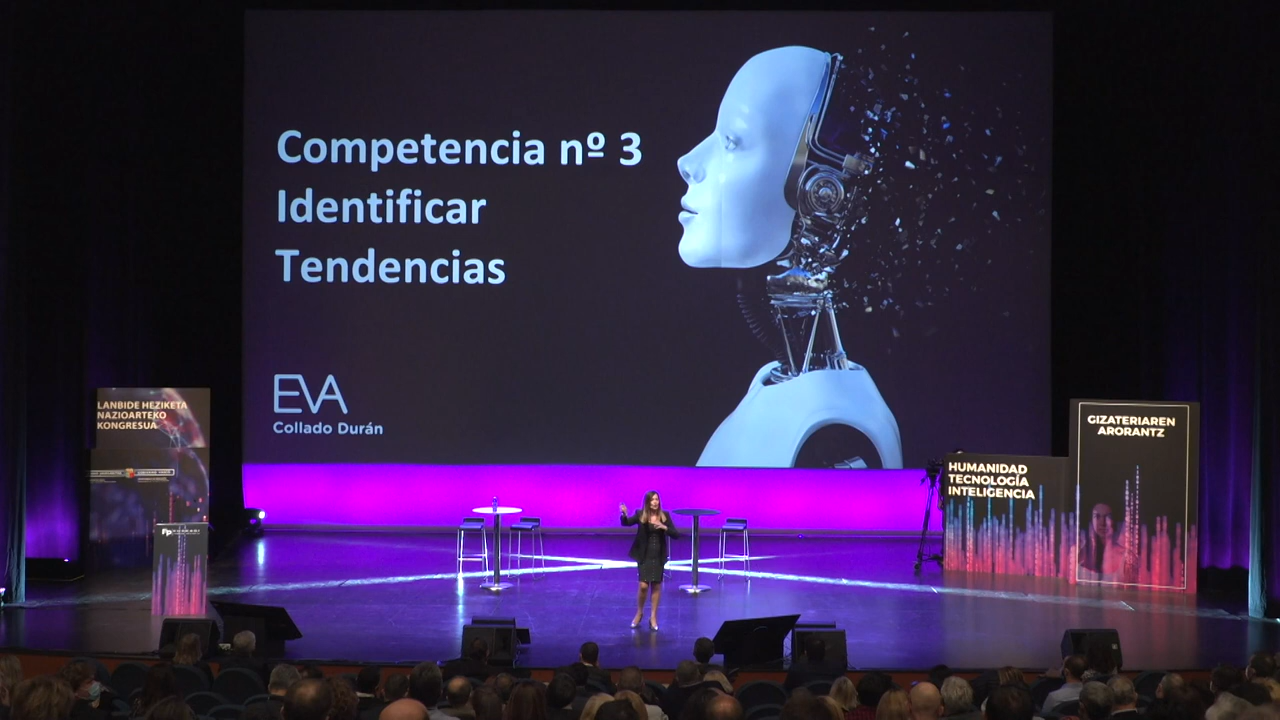 Competencia nº 3
Identificar
Tendencias
EVA
Collado Durán
LANBIDE HEZIKETA
NAZIOARTEKO
KONGRESUA
GIZATERIAREN
ARORANTZ
HUMANIDAD
TECNOLOGÍA
INTELIGENCIA